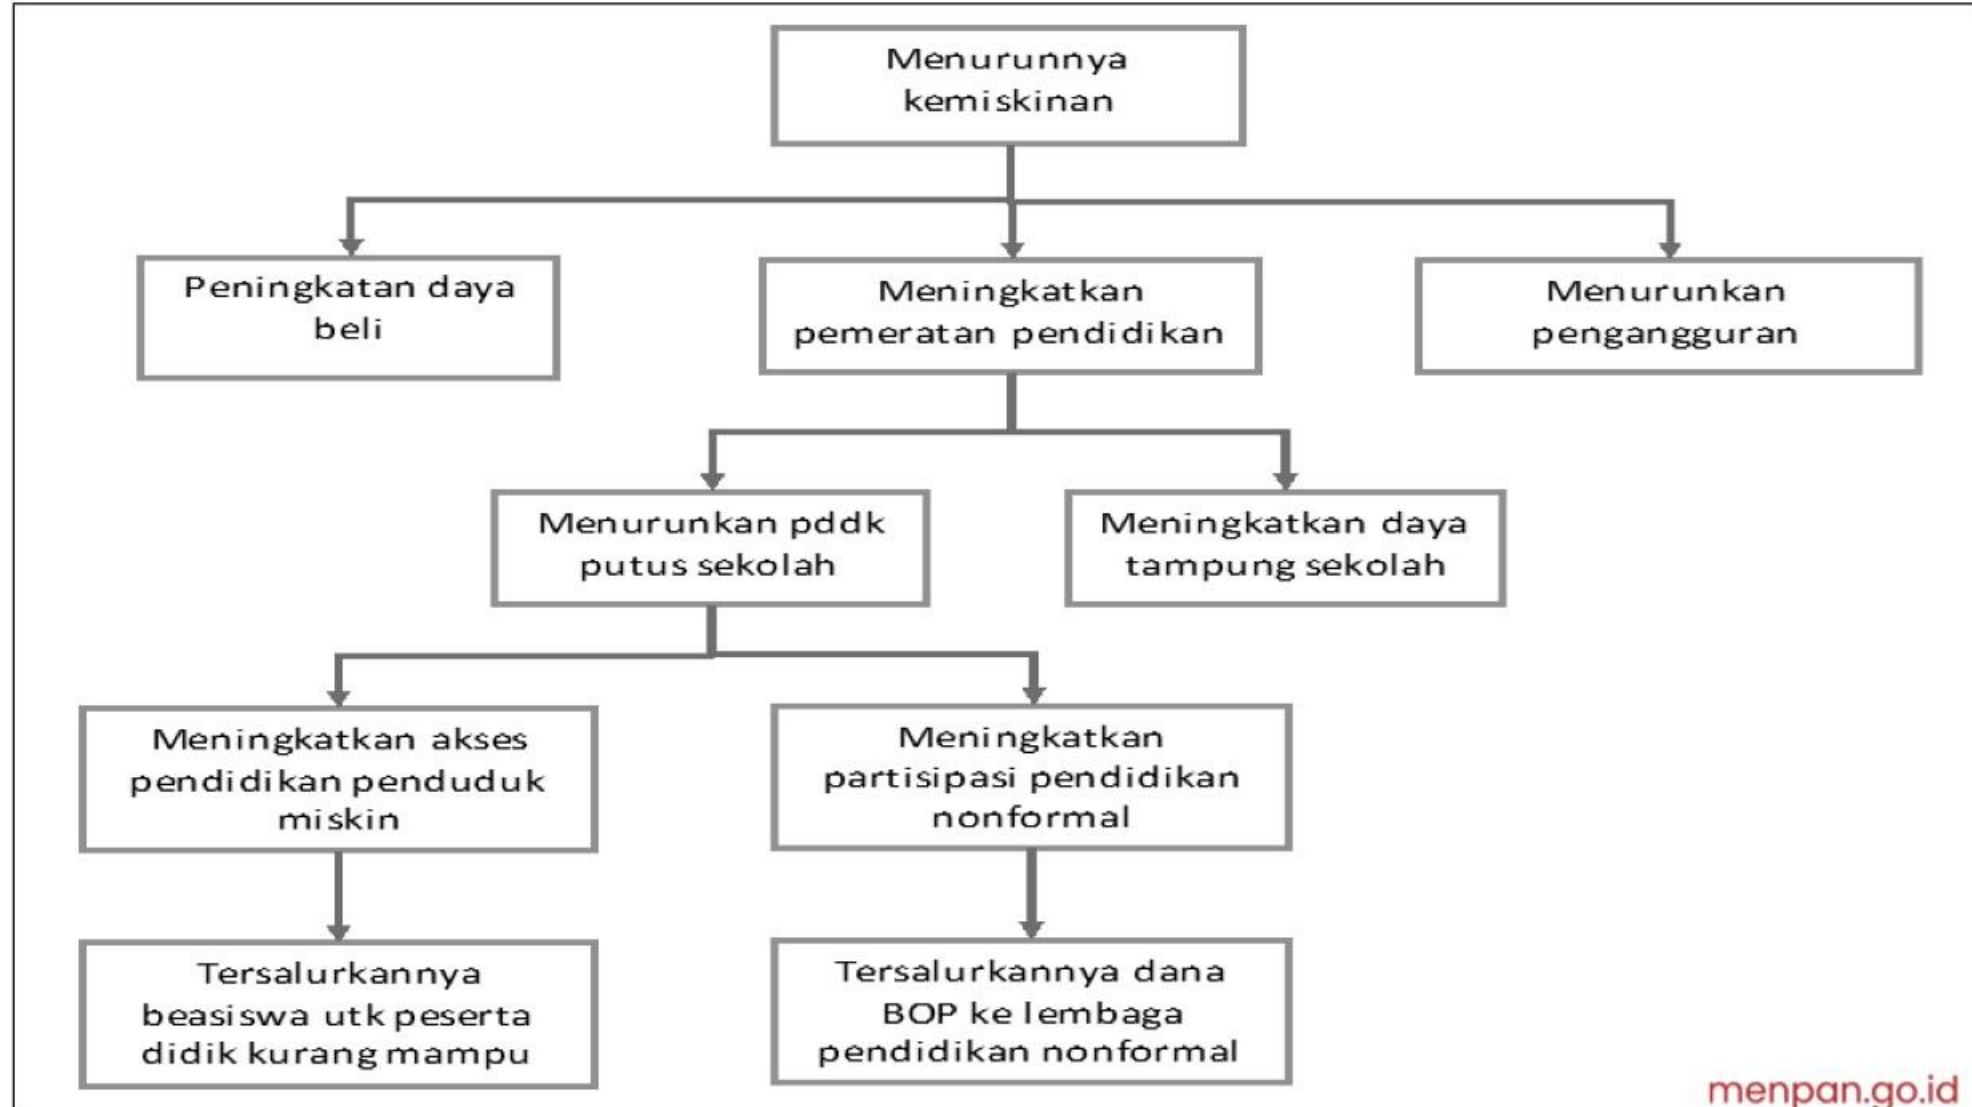 Menurunnya
kemiskinan
Peningkatan daya
beli
Meningkatkan
pemeratan pendidikan
Menurunkan
pengangguran
Menurunkan pddk
putus sekolah
Meningkatkan daya
tampung sekolah
Meningkatkan akses
pendidikan penduduk
miskin
Meningkatkan
partisipasi pendidikan
nonformal
Tersalurkannya
beasiswa utk peserta
didik kurang mampu
Tersalurkannya dana
BOP ke lembaga
pendidikan nonformal
menpan.go.id